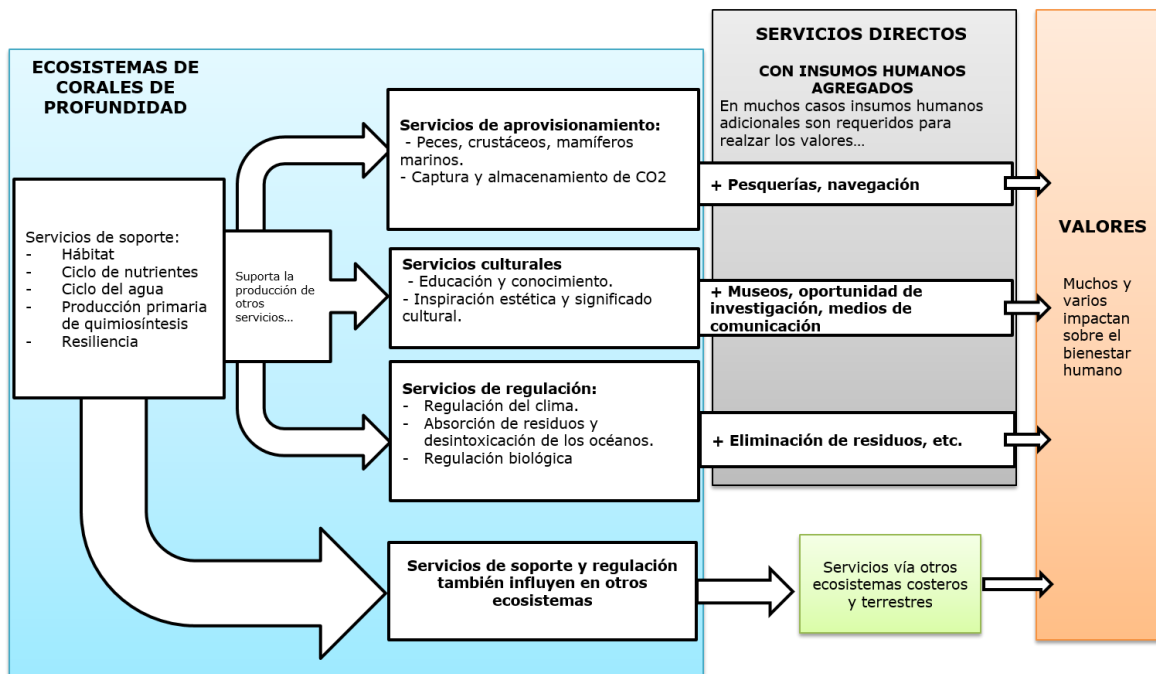 ECOSISTEMAS DE
CORALES DE
PROFUNDIDAD
Servicios de soporte:
- Hábitat
- Ciclo de nutrientes
- Ciclo del agua
- Producción primaria
de quimiosíntesis
- Resiliencia
Suporta la
producción de
otros
servicios...
Servicios de aprovisionamiento:
- Peces, crustáceos, mamíferos
marinos.
- Captura y almacenamiento de CO2
Servicios culturales
- Educación y conocimiento.
- Inspiración estética y significado
cultural.
Servicios de regulación:
- Regulación del clima.
- Absorción de residuos y
desintoxicación de los océanos.
- Regulación biológica
Servicios de soporte y regulación
también influyen en otros
ecosistemas
SERVICIOS DIRECTOS
CON INSUMOS HUMANOS
AGREGADOS
En muchos casos insumos humanos
adicionales son requeridos para
realzar los valores...
+ Pesquerías, navegación
+ Museos, oportunidad de
investigación, medios de
comunicación
+ Eliminación de residuos, etc.
Servicios vía otros
ecosistemas costeros
y terrestres
VALORES
Muchos y
varios
impactan
sobre el
bienestar
humano